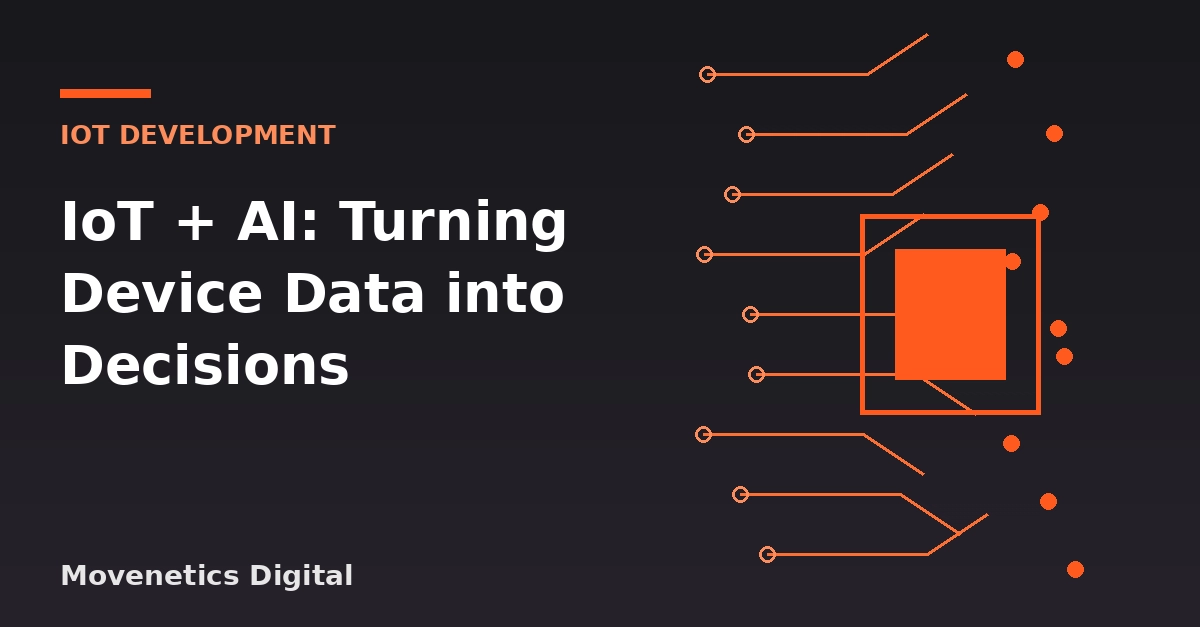 IOT DEVELOPMENT
IoT + AI: Turning
Device Data into
Decisions
Movenetics Digital